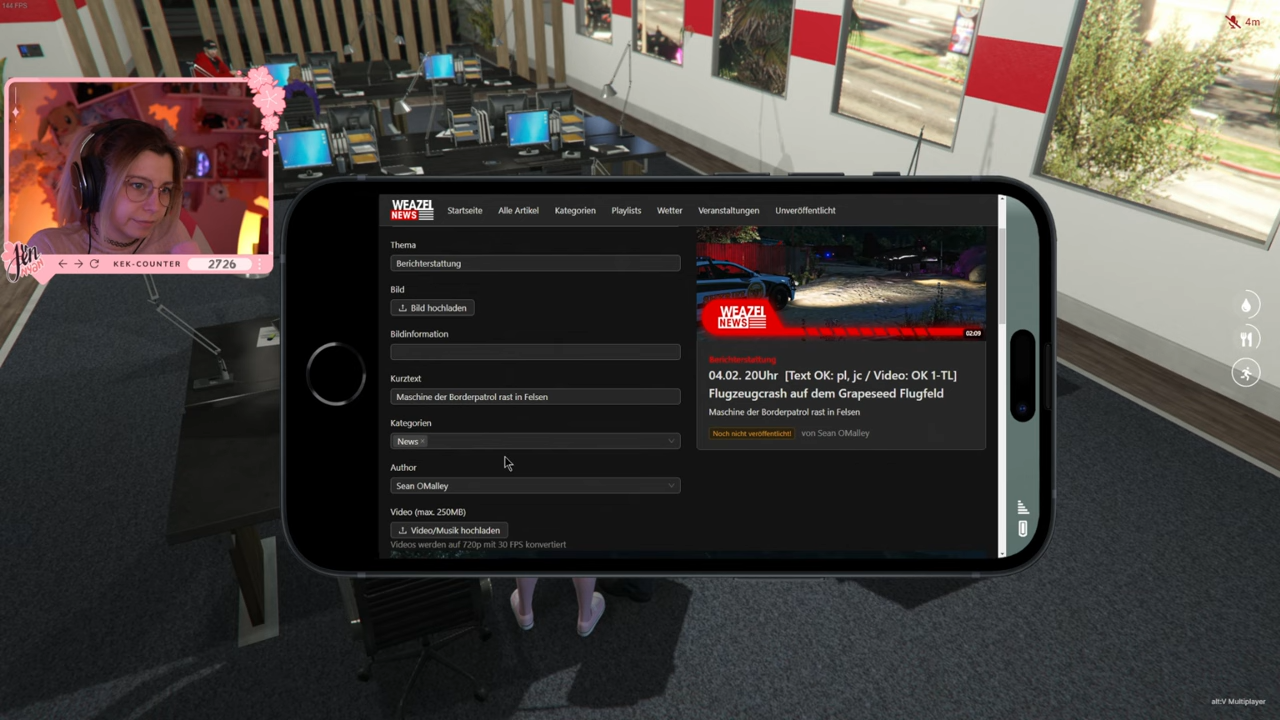 144 FPS
4m
WEAZEL NEWS
Startseite Alle Artikel Kategorien Playlists Wetter Veranstaltungen Unveröffentlicht
Thema
Berichterstattung
Bild
Bild hochladen
Bildinformation
Kurztext
Maschine der Borderpatrol rast in Felsen
Kategorien
News ×
Author
Sean OMalley
Video (max. 250MB)
Video/Musik hochladen
Videos werden auf 720p mit 30 FPS konvertiert
WEAZEL NEWS
02:09
Berichterstattung
04.02. 20Uhr [Text OK: pl, jc / Video: OK 1-TL]
Flugzeugcrash auf dem Grapeseed Flugfeld
Maschine der Borderpatrol rast in Felsen
Noch nicht veröffentlicht! von Sean OMalley
Jen
nyan
KEK-COUNTER 2726
alt:V Multiplayer